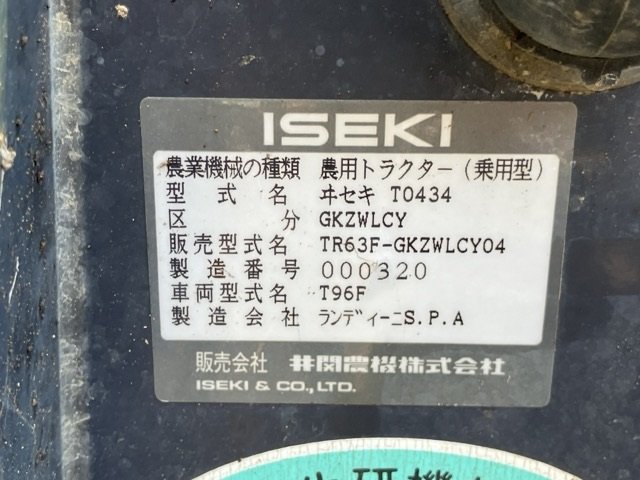 ISEKI
農業機械の種類 農用トラクター(乗用型)
型式名 ヰセキ T0434
区分 GKZWLCY
販売型式名 TR63F-GKZWLCY04
製造番号 000320
車両型式名 T96F
製造会社 ランディーニS.P.A
販売会社 井関農機株式会社
ISEKI & CO.,LTD.
研機